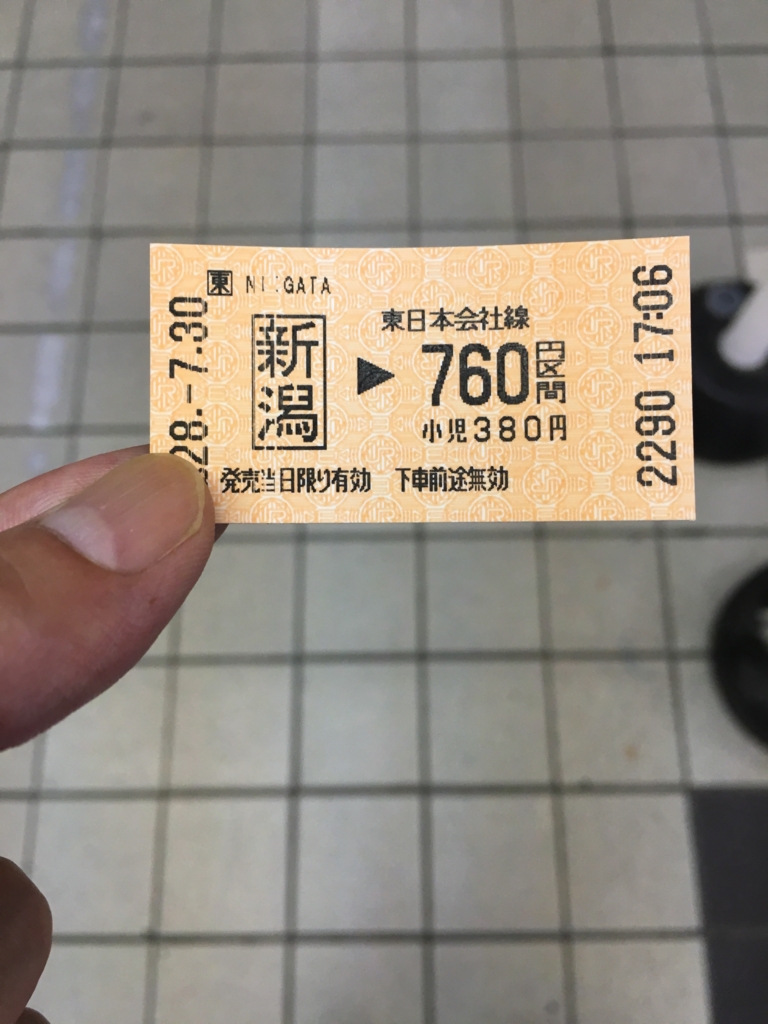 東 NIIGATA
新潟
▶
東日本会社線
760円区間
小児380円
発売当日限り有効 下車前途無効
28.-7.30
2290 17:06